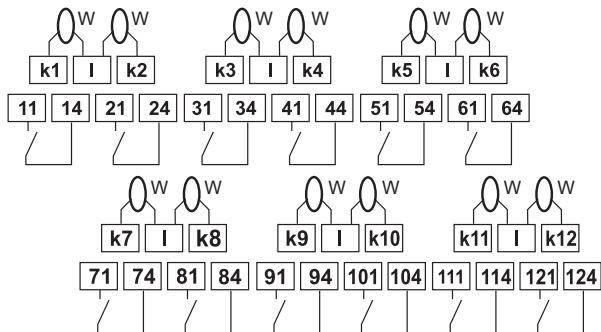 W W W W W W
k1 I k2 k3 I k4 k5 I k6
11 14 21 24 31 34 41 44 51 54 61 64
W W W W W W
k7 I k8 k9 I k10 k11 I k12
71 74 81 84 91 94 101 104 111 114 121 124